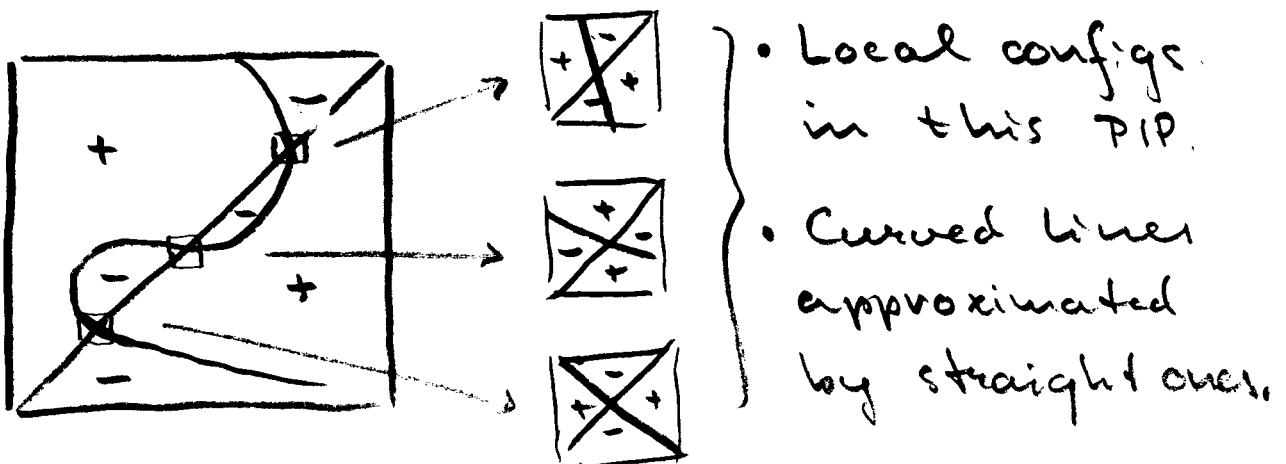 • Local configs
in this PIP.
• Curved lines
approximated
by straight ones.